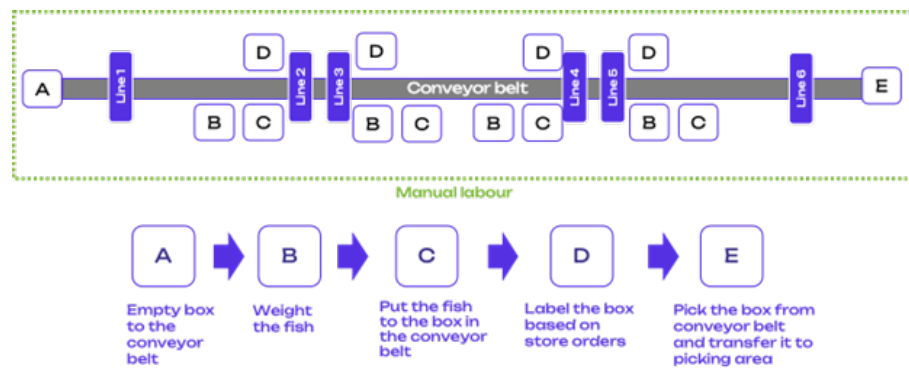 D D D D
Line 1
Line 2
Line 3
Line 4
Line 5
Line 6
A Conveyor belt E
B C B C B C B C
Manual labour
A B C D E
Empty box
to the
conveyor
belt
Weight
the fish
Put the fish
to the box in
the conveyor
belt
Label the box
based on
store orders
Pick the box from
conveyor belt
and transfer it to
picking area